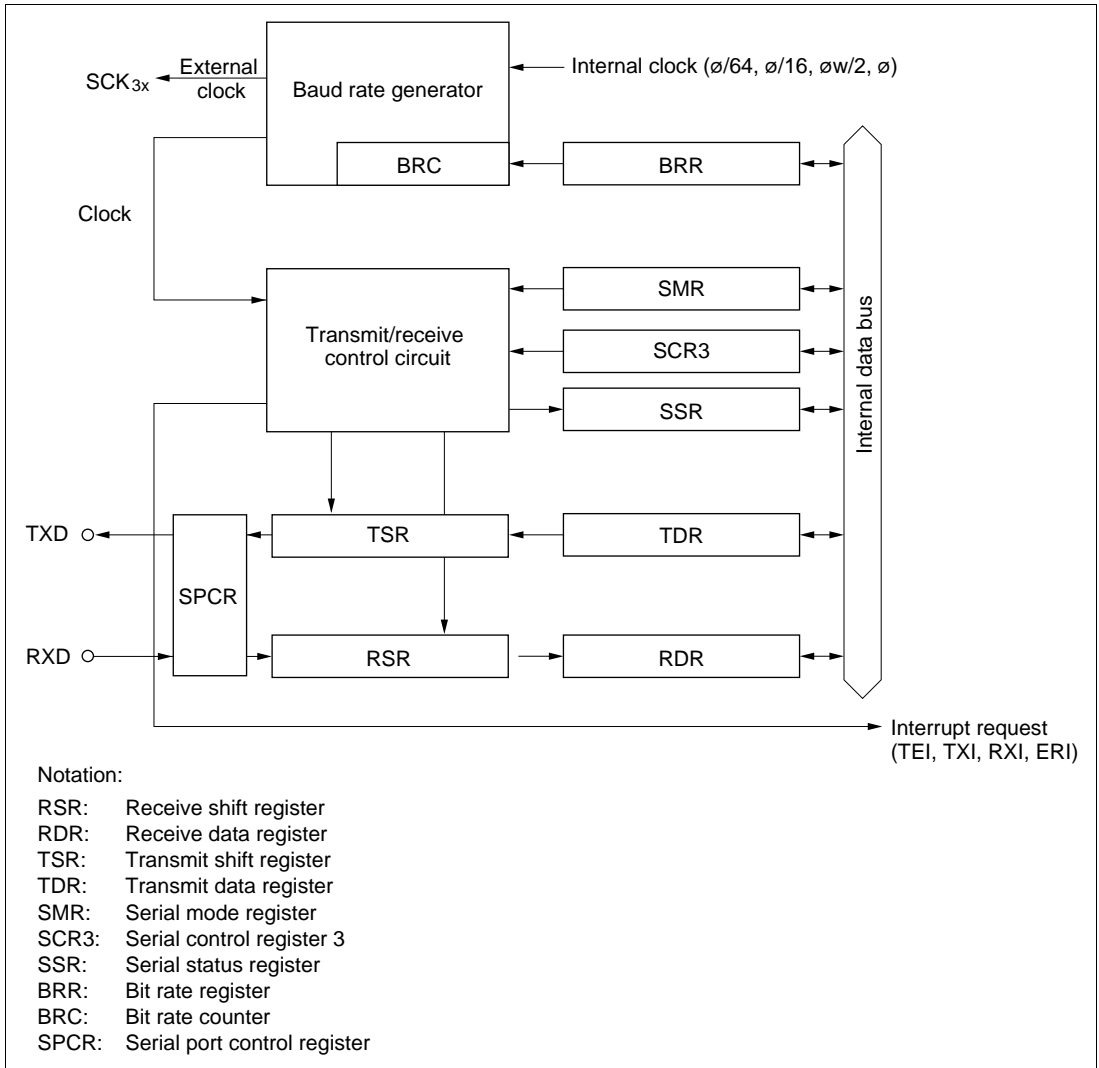 SCK3x
External
clock
Baud rate generator
Internal clock (ø/64, ø/16, øw/2, ø)
BRC
BRR
Clock
Transmit/receive
control circuit
SMR
SCR3
SSR
Internal data bus
TXD
SPCR
TSR
TDR
RXD
RSR
RDR
Interrupt request
(TEI, TXI, RXI, ERI)
Notation:
RSR: Receive shift register
RDR: Receive data register
TSR: Transmit shift register
TDR: Transmit data register
SMR: Serial mode register
SCR3: Serial control register 3
SSR: Serial status register
BRR: Bit rate register
BRC: Bit rate counter
SPCR: Serial port control register